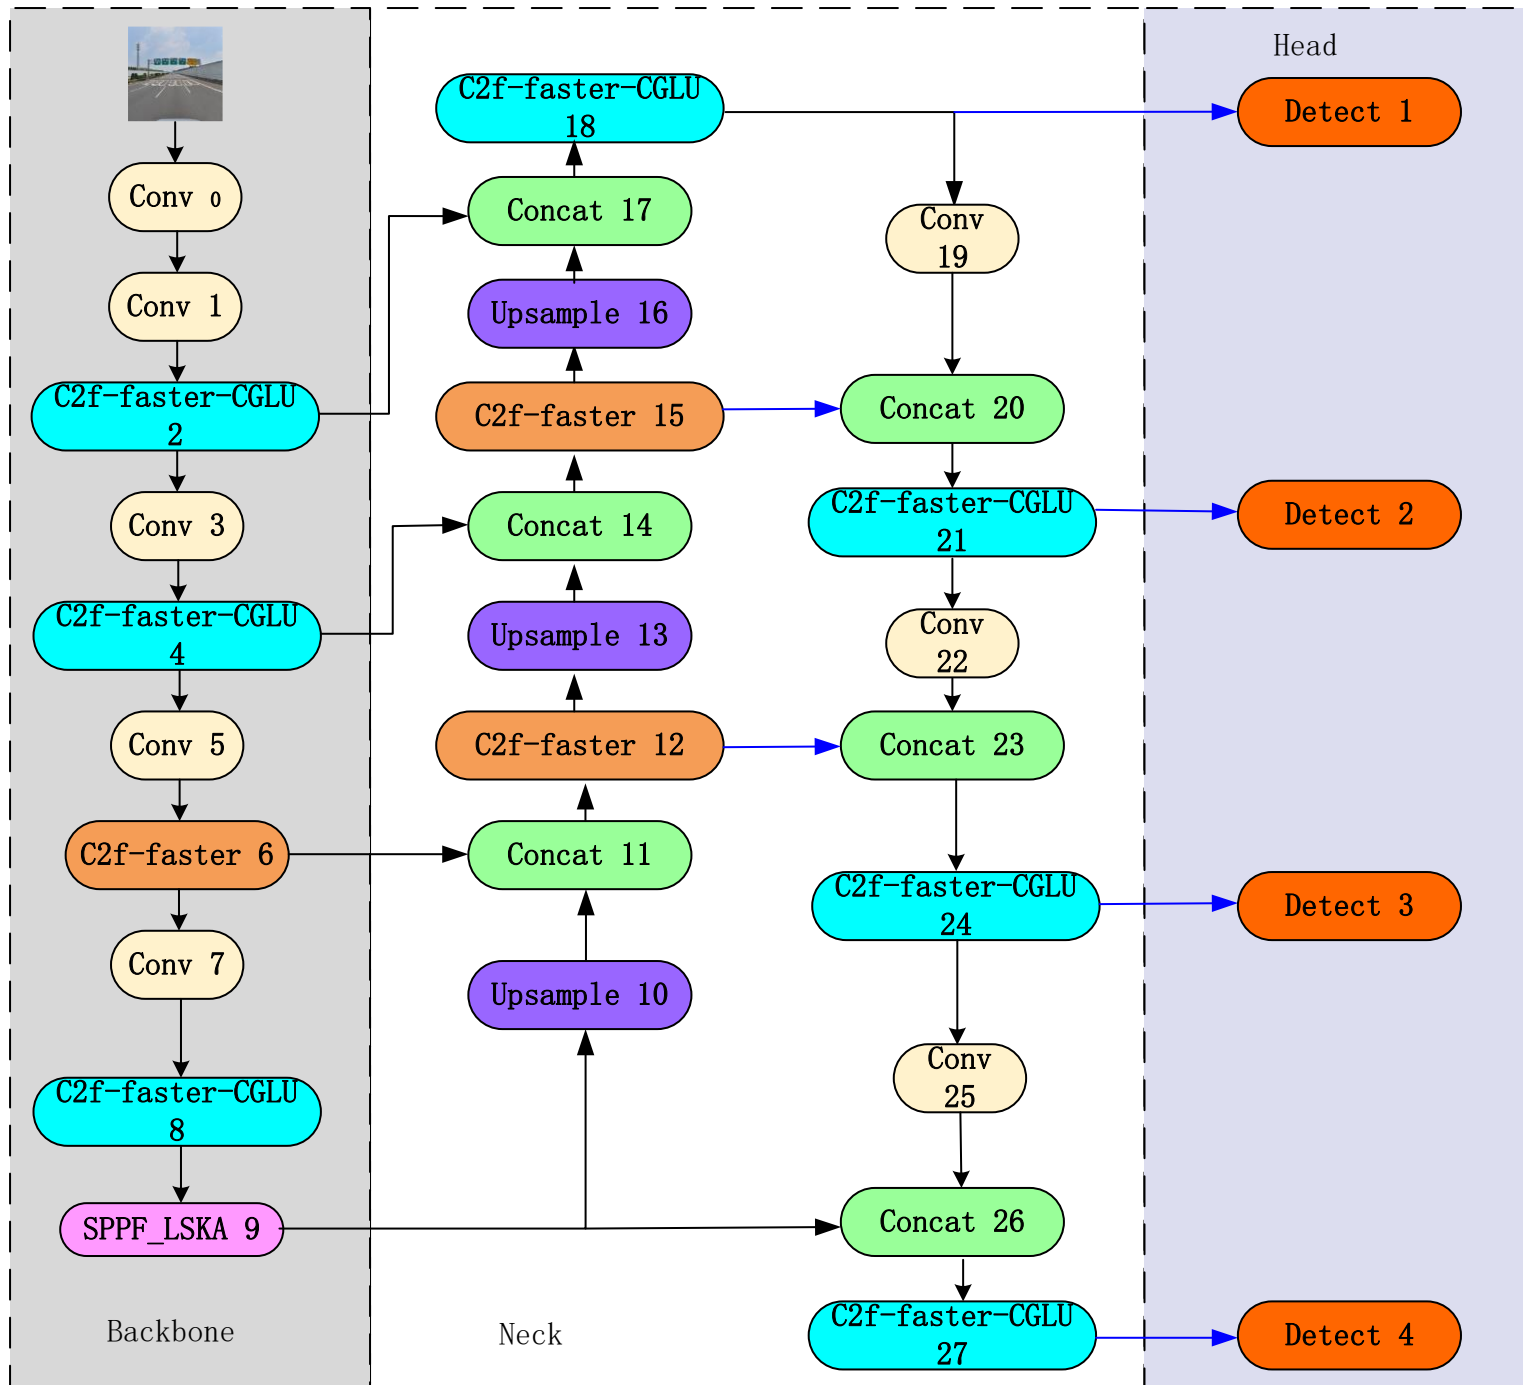 Conv 0
Conv 1
C2f-faster-CGLU
2
Conv 3
C2f-faster-CGLU
4
Conv 5
C2f-faster 6
Conv 7
C2f-faster-CGLU
8
SPPF_LSKA 9
Backbone
C2f-faster-CGLU
18
Concat 17
Upsample 16
C2f-faster 15
Concat 14
Upsample 13
C2f-faster 12
Concat 11
Upsample 10
Neck
Conv
19
Concat 20
C2f-faster-CGLU
21
Conv
22
Concat 23
C2f-faster-CGLU
24
Conv
25
Concat 26
C2f-faster-CGLU
27
Head
Detect 1
Detect 2
Detect 3
Detect 4